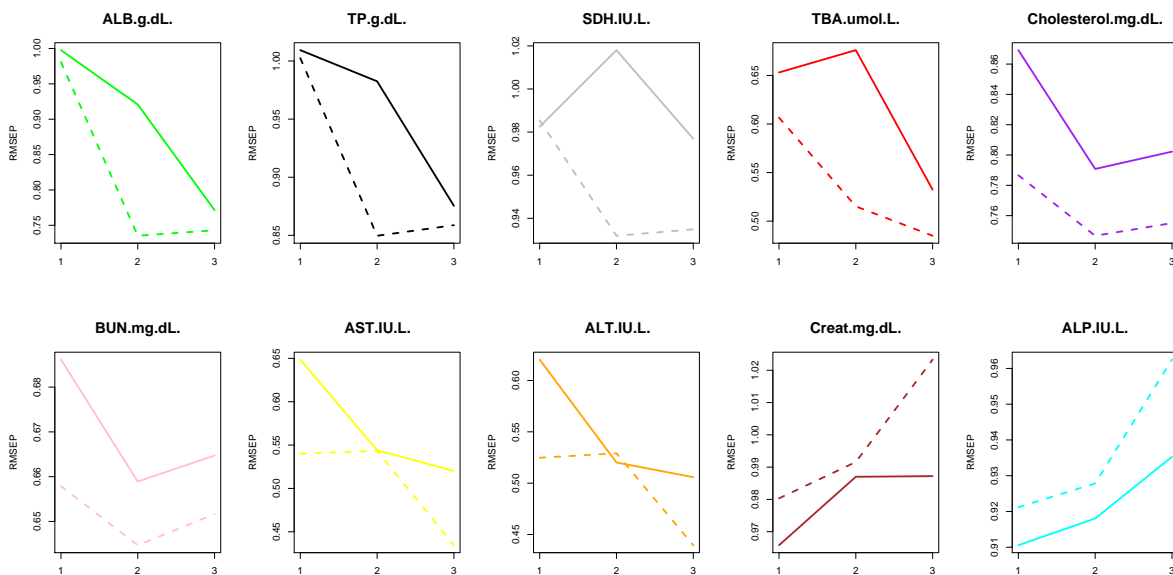 ALB.g.dL. TP.g.dL. SDH.IU.L. TBA.umol.L. Cholesterol.mg.dL.
RMSEP RMSEP RMSEP RMSEP RMSEP
1.00 0.95 0.90 0.85 0.80 0.75
1.00 0.95 0.90 0.85
1.02 1.00 0.98 0.96 0.94
0.65 0.60 0.55 0.50
0.86 0.84 0.82 0.80 0.78 0.76
1 2 3 1 2 3 1 2 3 1 2 3 1 2 3
BUN.mg.dL. AST.IU.L. ALT.IU.L. Creat.mg.dL. ALP.IU.L.
RMSEP RMSEP RMSEP RMSEP RMSEP
0.68 0.67 0.66 0.65
0.65 0.60 0.55 0.50 0.45
0.60 0.55 0.50 0.45
1.02 1.01 1.00 0.99 0.98 0.97
0.96 0.95 0.94 0.93 0.92 0.91
1 2 3 1 2 3 1 2 3 1 2 3 1 2 3